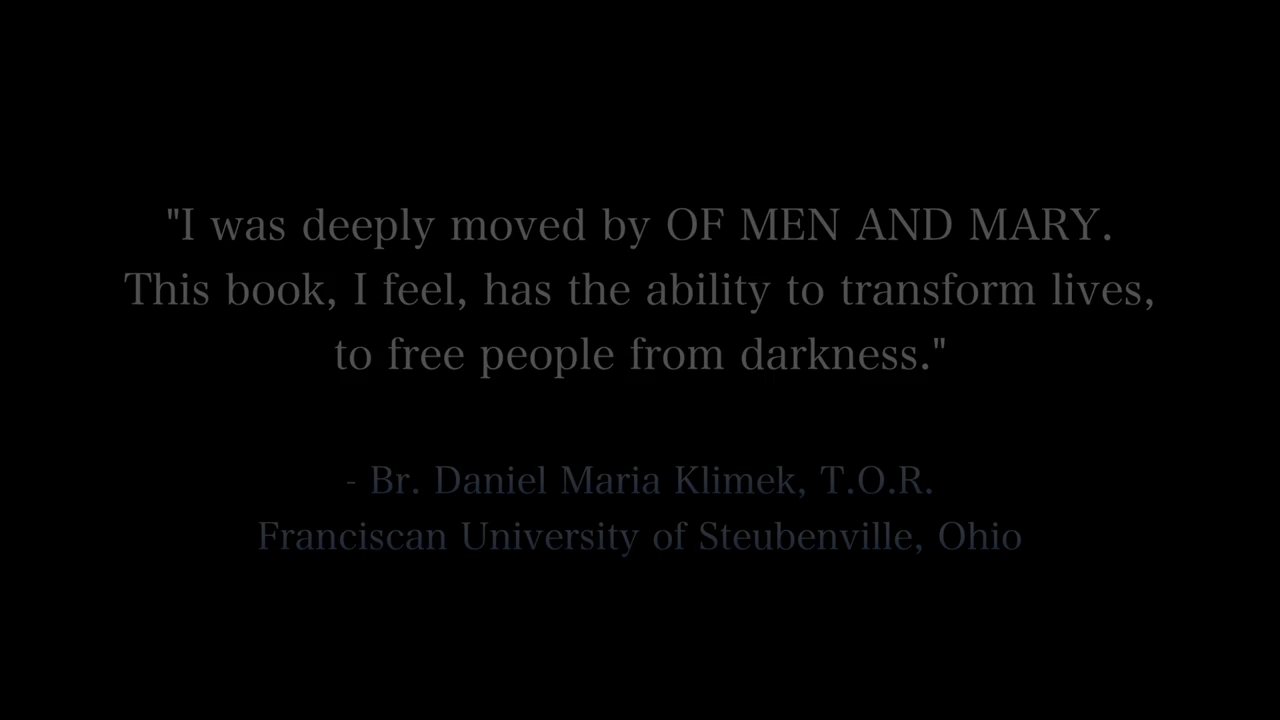 "I was deeply moved by OF MEN AND MARY.
This book, I feel, has the ability to transform lives,
to free people from darkness."
- Br. Daniel Maria Klimek, T.O.R.
Franciscan University of Steubenville, Ohio